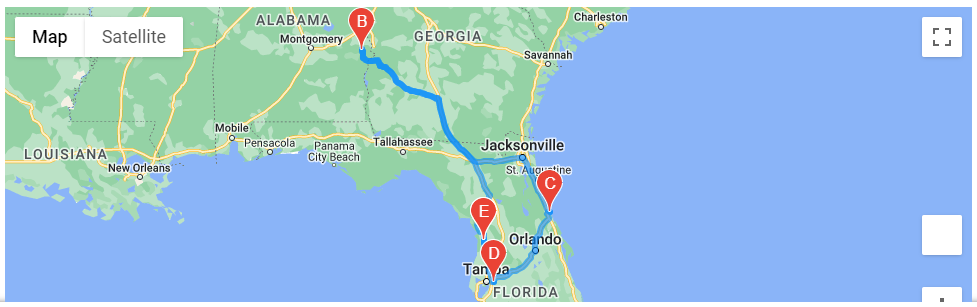 Map
Satellite
ALABAMA
B
Charleston
Montgomery
GEORGIA
Savannah
Mobile
Pensacola
Panama
City Beach
Tallahassee
Jacksonville
LOUISIANA
New Orleans
St. Augustine
C
E
Orlando
D
Tampa
FLORIDA